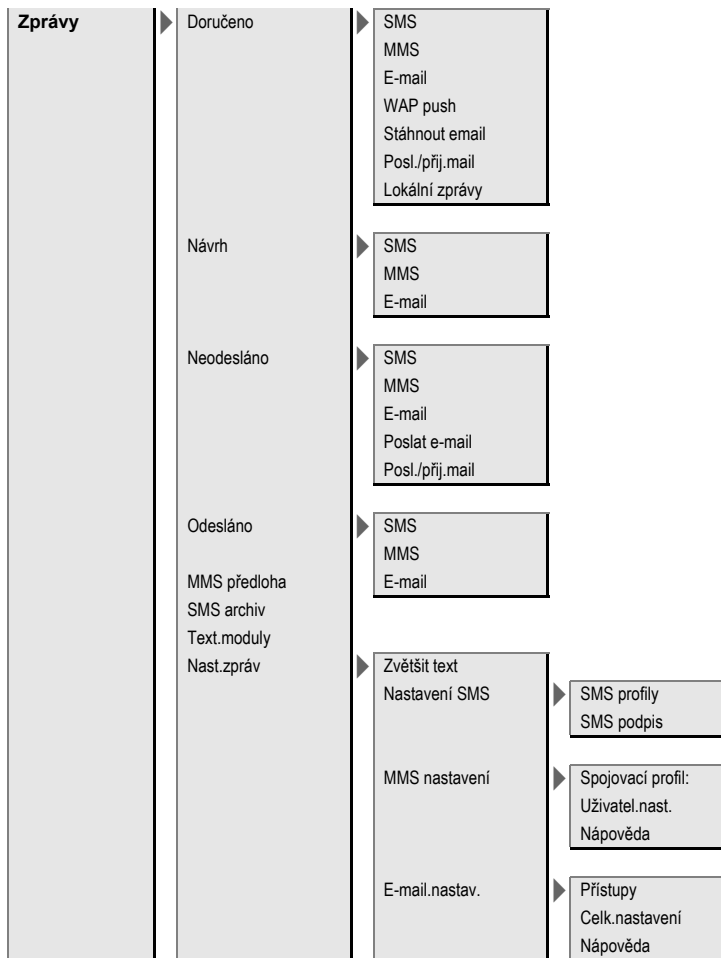 Zprávy
Doručeno
SMS
MMS
E-mail
WAP push
Stáhnout email
Posl./přij.mail
Lokální zprávy
Návrh
SMS
MMS
E-mail
Neodesláno
SMS
MMS
E-mail
Poslat e-mail
Posl./přij.mail
Odesláno
SMS
MMS
E-mail
MMS předloha
SMS archiv
Text.moduly
Nast.zpráv
Zvětšit text
Nastavení SMS
SMS profily
SMS podpis
MMS nastavení
Spojovací profil:
Uživatel.nast.
Nápověda
E-mail.nastav.
Přístupy
Celk.nastavení
Nápověda